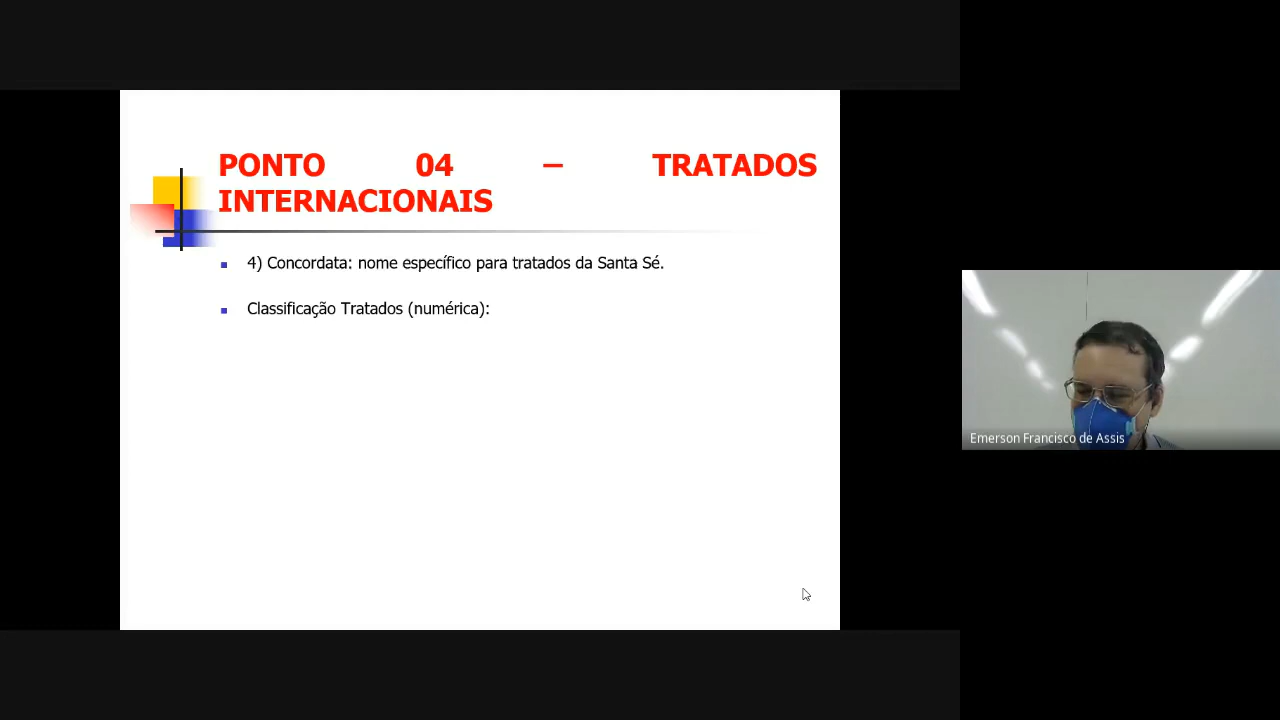 PONTO 04 – TRATADOS
INTERNACIONAIS
4) Concordata: nome específico para tratados da Santa Sé.
Classificação Tratados (numérica):
Emerson Francisco de Assis